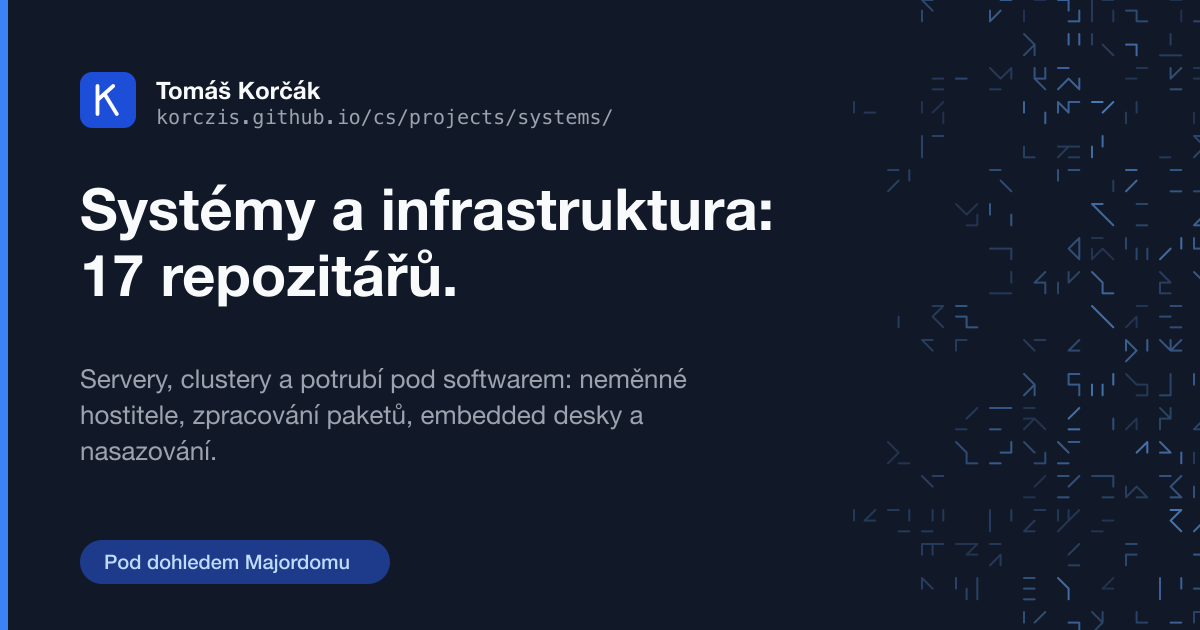 K
Tomáš Korčák
korczis.github.io/cs/projects/systems/
Systémy a infrastruktura:
17 repozitářů.
Servery, clustery a potrubí pod softwarem: neměnné
hostitele, zpracování paketů, embedded desky a
nasazování.
Pod dohledem Majordomu